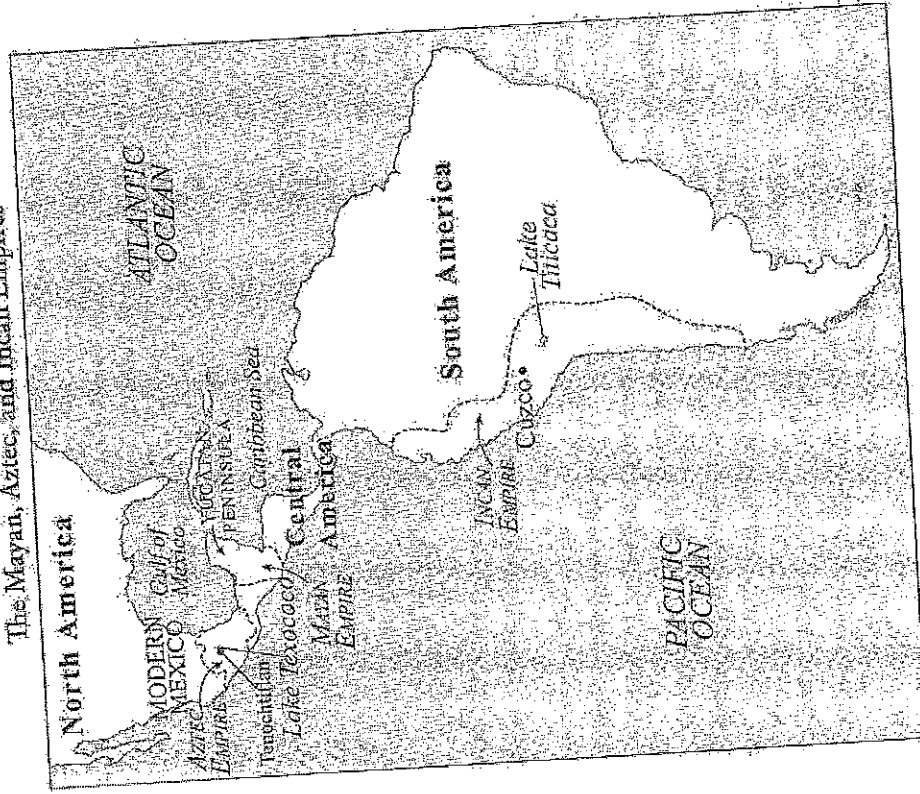 The Mayan, Aztec, and Incan Empires
North America
ATLANTIC
OCEAN
MODERN
MEXICO
Gulf of
Mexico
AZTEC
EMPIRE
YUCATAN
PENINSULA
Tenochtitlan
Lake Texococo
Caribbean Sea
MAYAN
EMPIRE
Central
America
South America
INCAN
EMPIRE
Cuzco
Lake
Titicaca
PACIFIC
OCEAN